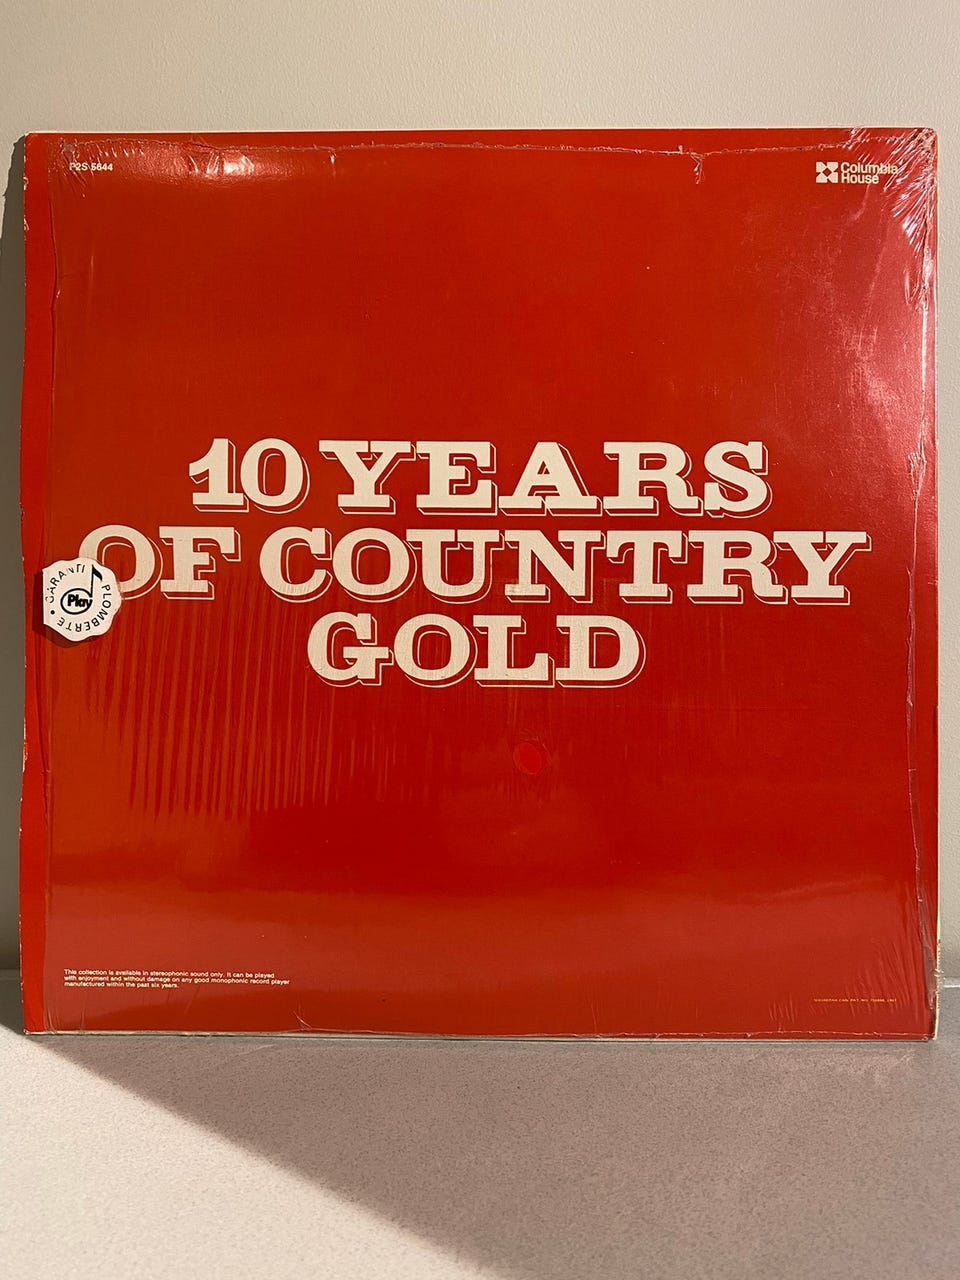 P2S 5644
Columbia
House
10 YEARS
OF COUNTRY
GOLD
GARANTI
Play
PLOMBERTE
This collection is available in stereophonic sound only. It can be played
with enjoyment and without damage on any good monophonic record player
manufactured within the past six years.